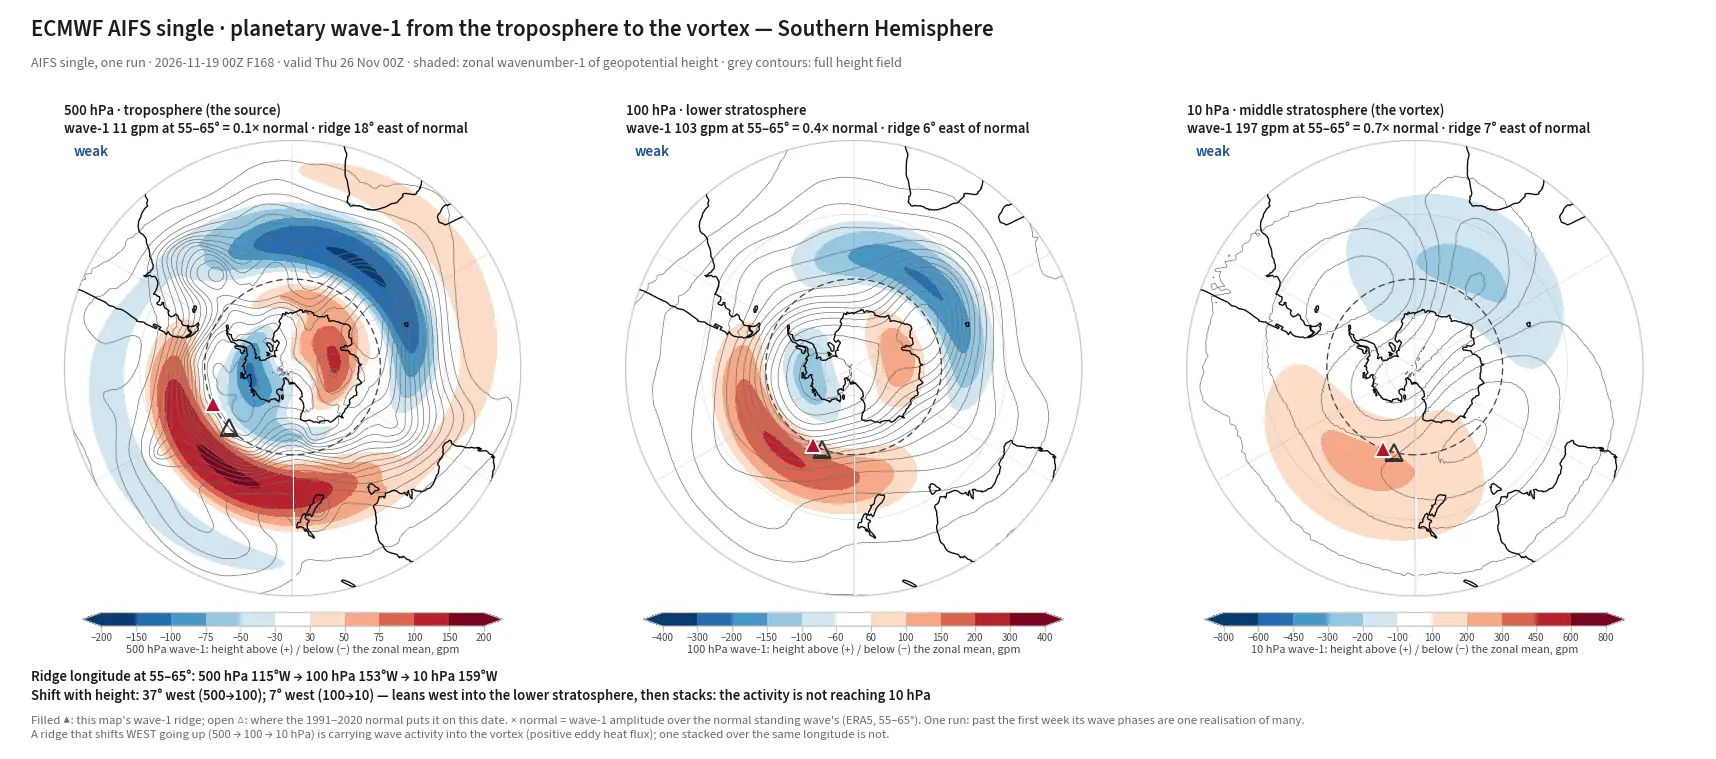 ECMWF AIFS single · planetary wave-1 from the troposphere to the vortex — Southern Hemisphere
AIFS single, one run · 2026-11-19 00Z F168 · valid Thu 26 Nov 00Z · shaded: zonal wavenumber-1 of geopotential height · grey contours: full height field
500 hPa · troposphere (the source)
wave-1 11 gpm at 55–65° = 0.1× normal · ridge 18° east of normal
weak
100 hPa · lower stratosphere
wave-1 103 gpm at 55–65° = 0.4× normal · ridge 6° east of normal
weak
10 hPa · middle stratosphere (the vortex)
wave-1 197 gpm at 55–65° = 0.7× normal · ridge 7° east of normal
weak
−200 −150 −100 −75 −50 −30 30 50 75 100 150 200
500 hPa wave-1: height above (+) / below (−) the zonal mean, gpm
−400 −300 −200 −150 −100 −60 60 100 150 200 300 400
100 hPa wave-1: height above (+) / below (−) the zonal mean, gpm
−800 −600 −450 −300 −200 −100 100 200 300 450 600 800
10 hPa wave-1: height above (+) / below (−) the zonal mean, gpm
Ridge longitude at 55–65°: 500 hPa 115°W → 100 hPa 153°W → 10 hPa 159°W
Shift with height: 37° west (500→100); 7° west (100→10) — leans west into the lower stratosphere, then stacks: the activity is not reaching 10 hPa
Filled ▲: this map's wave-1 ridge; open △: where the 1991–2020 normal puts it on this date. × normal = wave-1 amplitude over the normal standing wave's (ERA5, 55–65°). One run: past the first week its wave phases are one realisation of many.
A ridge that shifts WEST going up (500 → 100 → 10 hPa) is carrying wave activity into the vortex (positive eddy heat flux); one stacked over the same longitude is not.